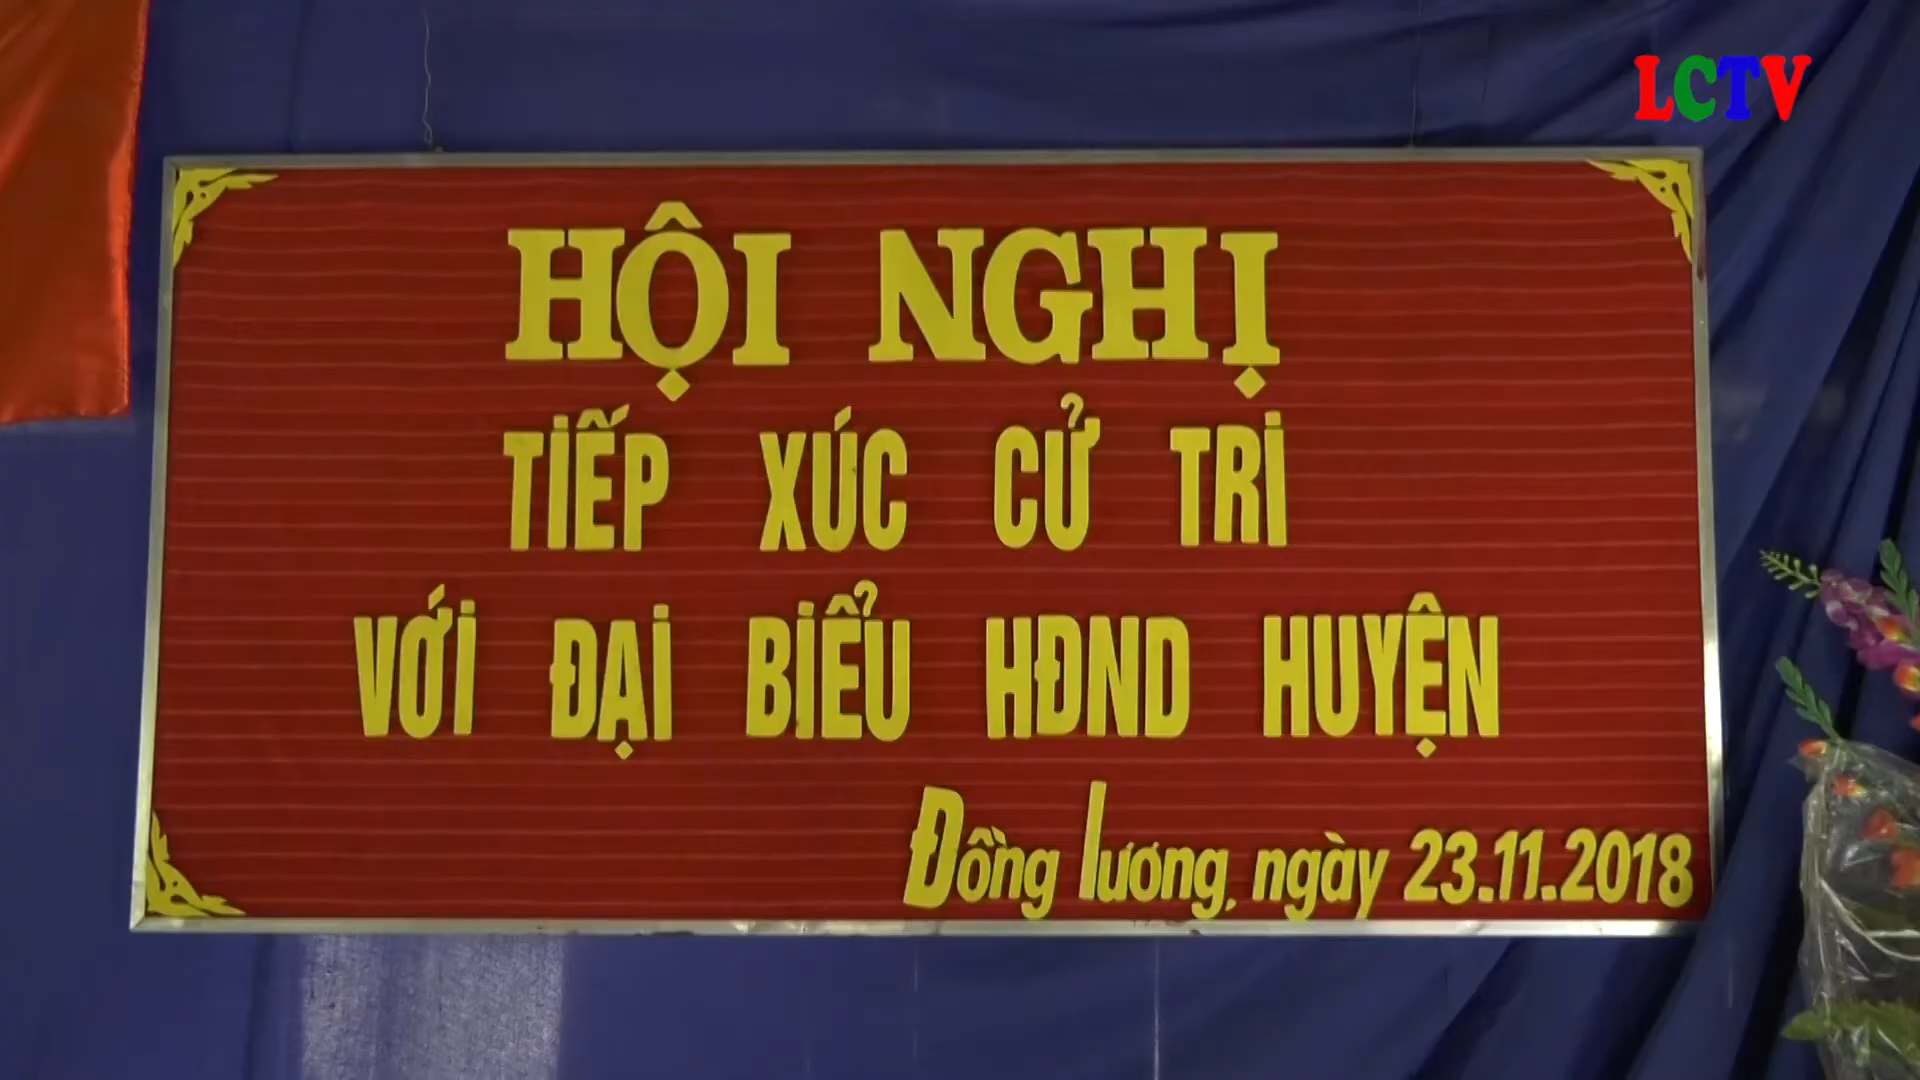 LCTV
HỘI NGHỊ
TIẾP XÚC CỬ TRI
VỚI ĐẠI BIỂU HĐND HUYỆN
Đồng lương, ngày 23.11.2018